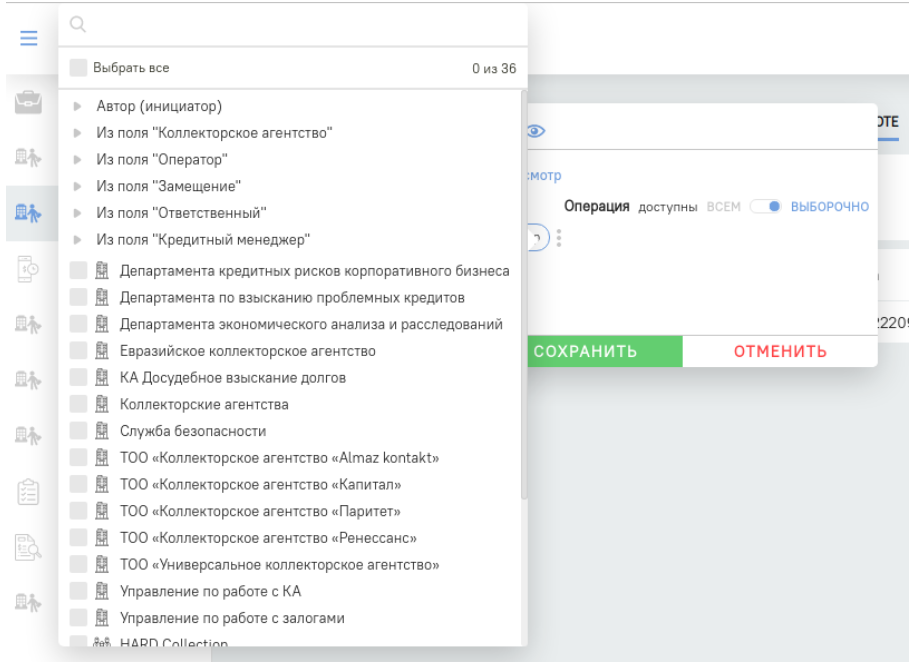 Выбрать все 0 из 36
Автор (инициатор)
Из поля "Коллекторское агентство"
Из поля "Оператор"
Из поля "Замещение"
Из поля "Ответственный"
Из поля "Кредитный менеджер"
Департамента кредитных рисков корпоративного бизнеса
Департамента по взысканию проблемных кредитов
Департамента экономического анализа и расследований
Евразийское коллекторское агентство
КА Досудебное взыскание долгов
Коллекторские агентства
Служба безопасности
ТОО «Коллекторское агентство «Almaz kontakt»
ТОО «Коллекторское агентство «Капитал»
ТОО «Коллекторское агентство «Паритет»
ТОО «Коллекторское агентство «Ренессанс»
ТОО «Универсальное коллекторское агентство»
Управление по работе с КА
Управление по работе с залогами
HARD Collection
ОТЕ
смотр
Операция доступны ВСЕМ ВЫБОРОЧНО
2209
СОХРАНИТЬ ОТМЕНИТЬ